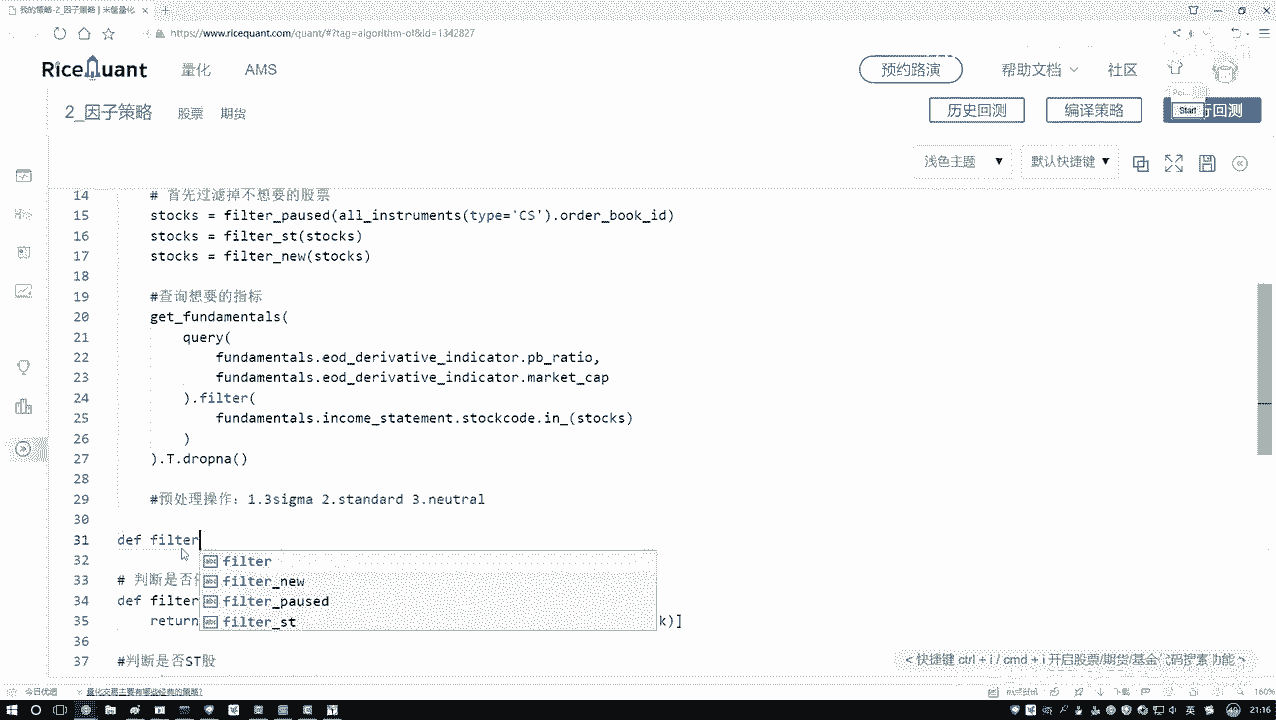 我的策略-2_因子策略 | 米筐量化
https://www.ricequant.com/quant/#?tag=algorithm-ol&id=1342827
RiceQuant 量化 AMS 预约路演 帮助文档 社区
2_因子策略 股票 期货 历史回测 编译策略 行回测
Start
浅色主题 默认快捷键
14 # 首先过滤掉不想要的股票
15 stocks = filter_paused(all_instruments(type='CS').order_book_id)
16 stocks = filter_st(stocks)
17 stocks = filter_new(stocks)
18
19 #查询想要的指标
20 get_fundamentals(
21 query(
22 fundamentals.eod_derivative_indicator.pb_ratio,
23 fundamentals.eod_derivative_indicator.market_cap
24 ).filter(
25 fundamentals.income_statement.stockcode.in_(stocks)
26 )
27 ).T.dropna()
28
29 #预处理操作：1.3sigma 2.standard 3.neutral
30
31 def filter
32 abc filter
33 # 判断是否 abc filter_new
34 def filter abc filter_paused
35 return abc filter_st k)]
36
37 #判断是否ST股
< 快捷键 ctrl + i / cmd + i 开启股票/期货/基金 代码搜索功能 >
今日优选 量化交易主要有哪些经典的策略?
下载 160%
英 21:16